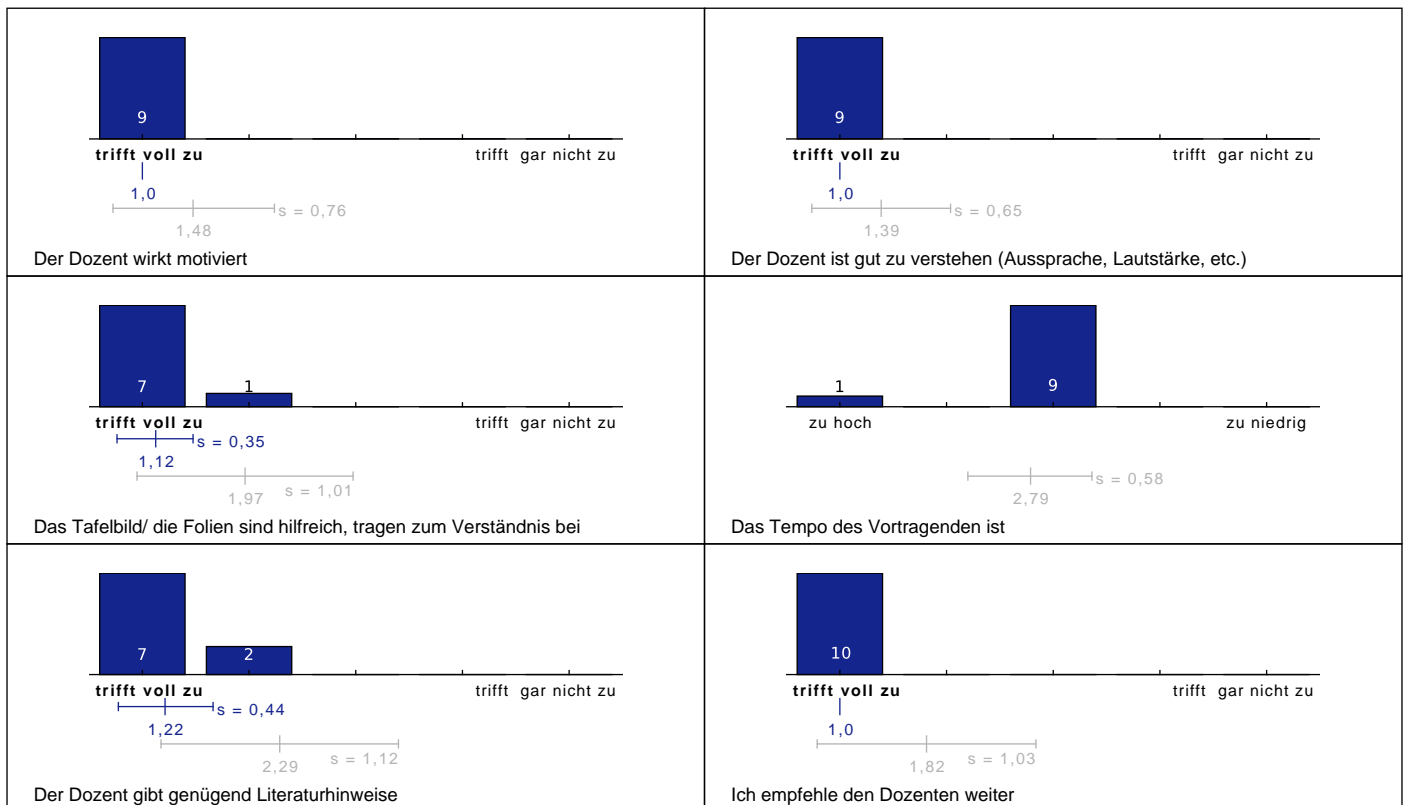 9
trifft voll zu trifft gar nicht zu
1,0
s = 0,76
1,48
Der Dozent wirkt motiviert
9
trifft voll zu trifft gar nicht zu
1,0
s = 0,65
1,39
Der Dozent ist gut zu verstehen (Aussprache, Lautstärke, etc.)
7 1
trifft voll zu trifft gar nicht zu
s = 0,35
1,12
s = 1,01
1,97
Das Tafelbild/ die Folien sind hilfreich, tragen zum Verständnis bei
1 9
zu hoch zu niedrig
s = 0,58
2,79
Das Tempo des Vortragenden ist
7 2
trifft voll zu trifft gar nicht zu
s = 0,44
1,22
s = 1,12
2,29
Der Dozent gibt genügend Literaturhinweise
10
trifft voll zu trifft gar nicht zu
1,0
s = 1,03
1,82
Ich empfehle den Dozenten weiter